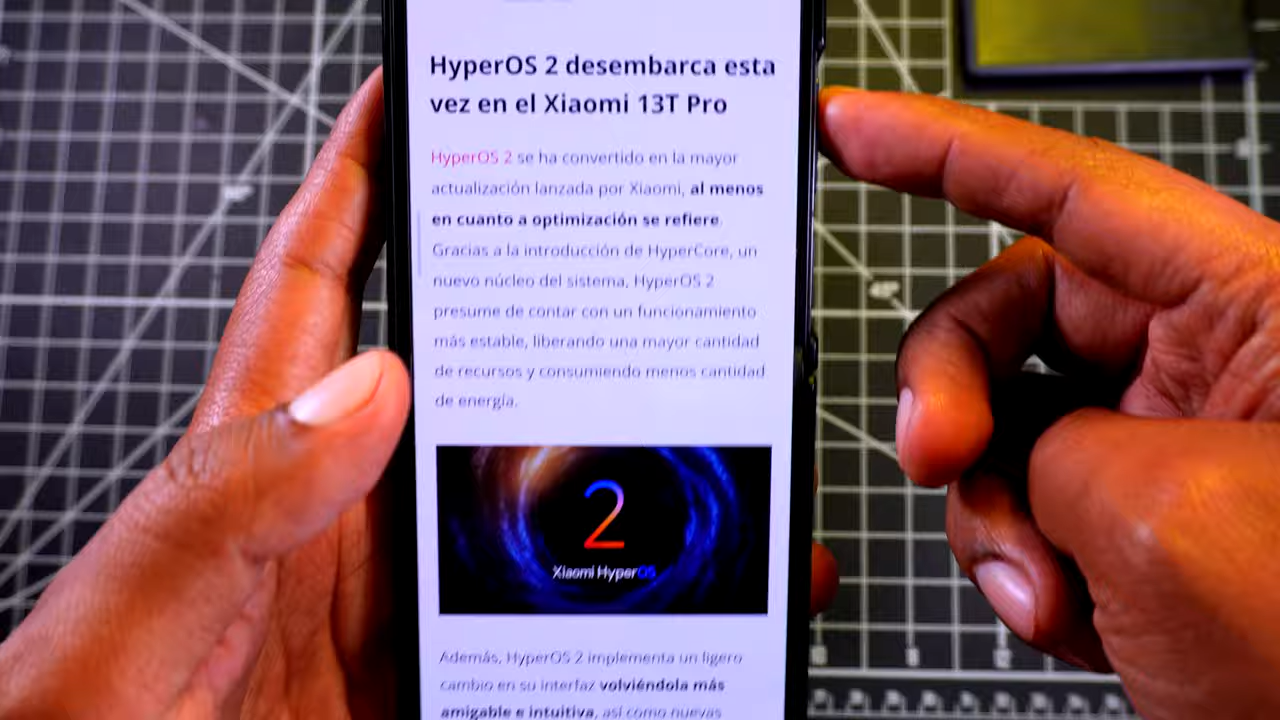 HyperOS 2 desembarca esta
vez en el Xiaomi 13T Pro
HyperOS 2 se ha convertido en la mayor
actualización lanzada por Xiaomi, al menos
en cuanto a optimización se refiere.
Gracias a la introducción de HyperCore, un
nuevo núcleo del sistema, HyperOS 2
presume de contar con un funcionamiento
más estable, liberando una mayor cantidad
de recursos y consumiendo menos cantidad
de energía.
2
Xiaomi HyperOS
Además, HyperOS 2 implementa un ligero
cambio en su interfaz volviéndola más
amigable e intuitiva, así como nuevas